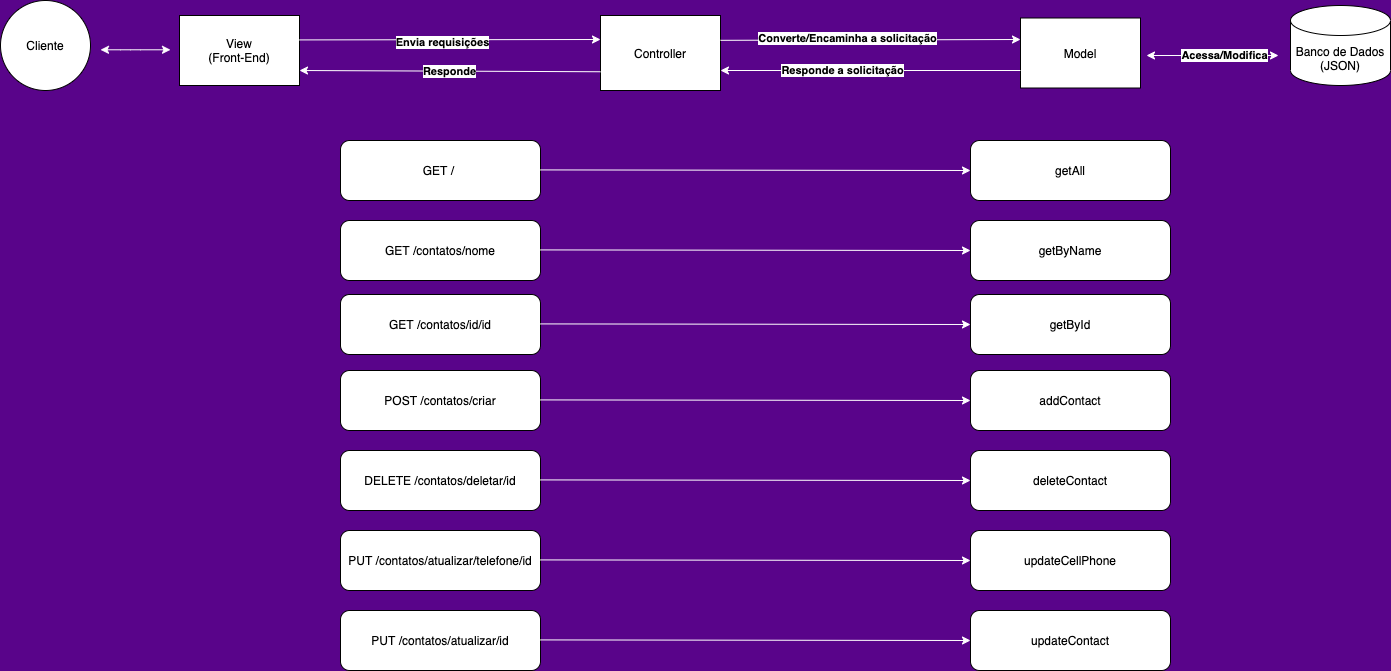 Cliente
View
(Front-End)
Envia requisições
Responde
Controller
Converte/Encaminha a solicitação
Responde a solicitação
Model
Acessa/Modifica
Banco de Dados
(JSON)
GET /
getAll
GET /contatos/nome
getByName
GET /contatos/id/id
getById
POST /contatos/criar
addContact
DELETE /contatos/deletar/id
deleteContact
PUT /contatos/atualizar/telefone/id
updateCellPhone
PUT /contatos/atualizar/id
updateContact